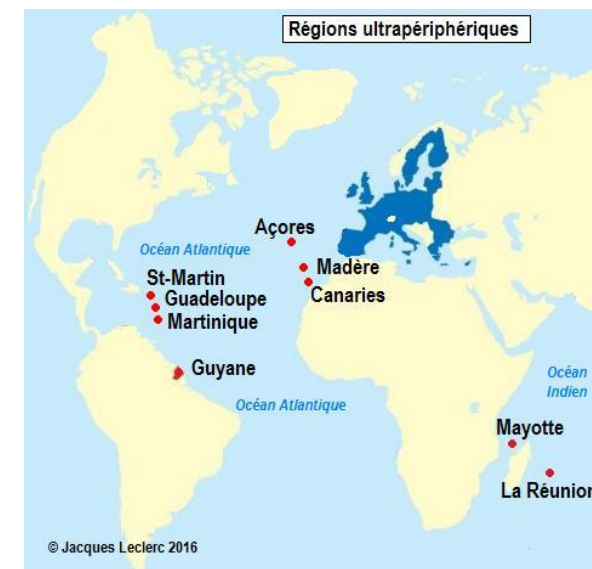 Régions ultrapériphériques
Açores
Océan Atlantique
Madère
St-Martin
Canaries
Guadeloupe
Martinique
Guyane
Océan
Indien
Océan Atlantique
Mayotte
La Réunion
© Jacques Leclerc 2016